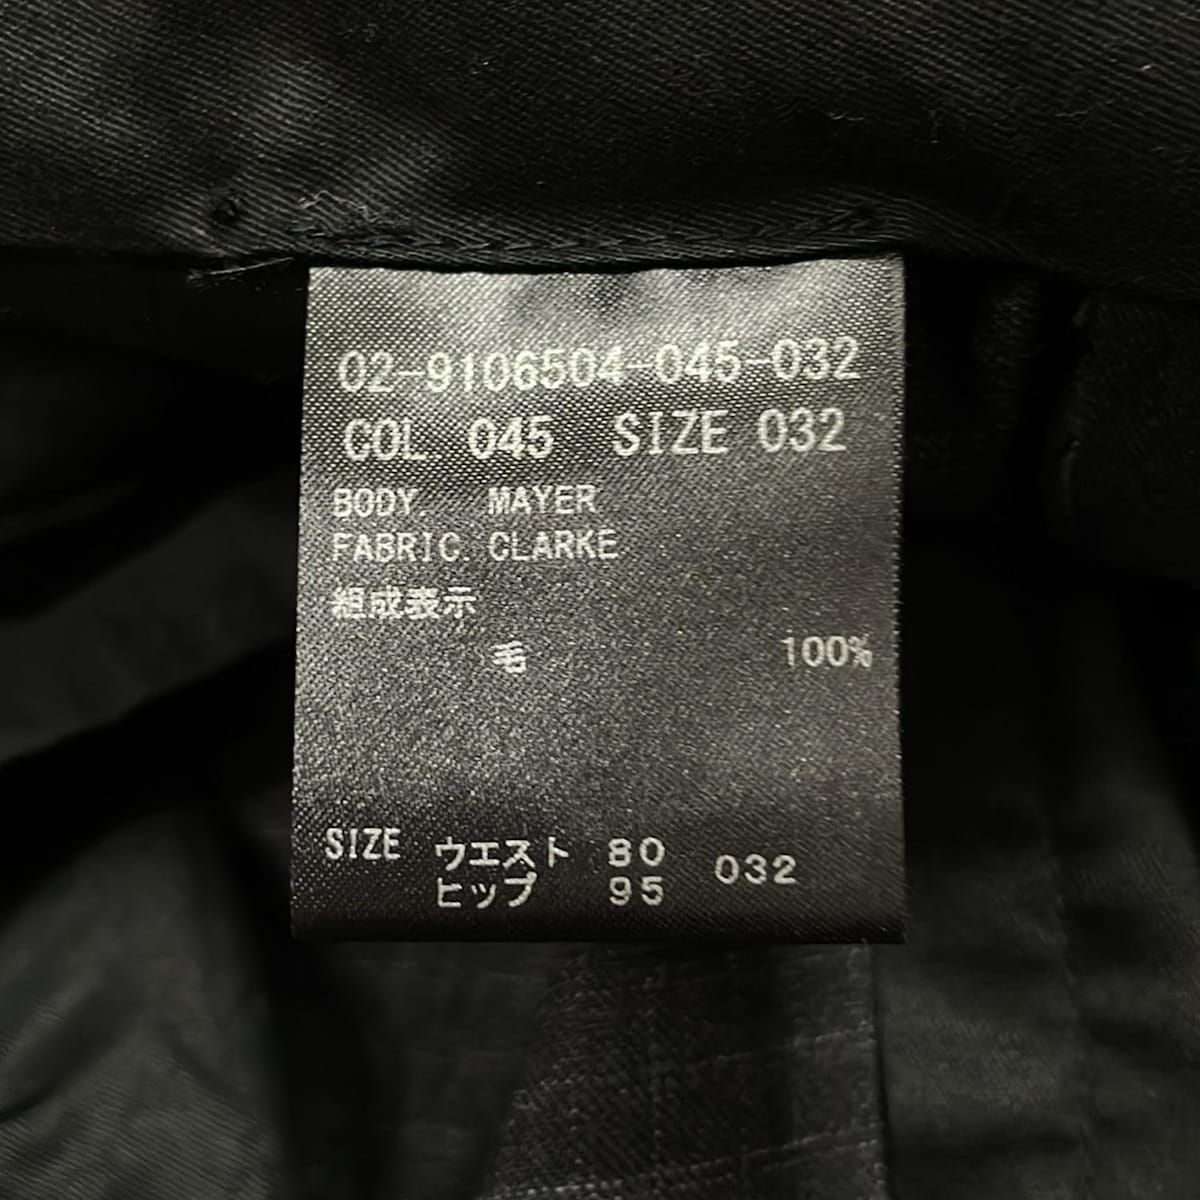 02-9106504-045-032
COL. 045 SIZE 032
BODY. MAYER
FABRIC. CLARKE
組成表示
毛 100%
SIZE ウエスト 80 032
ヒップ 95